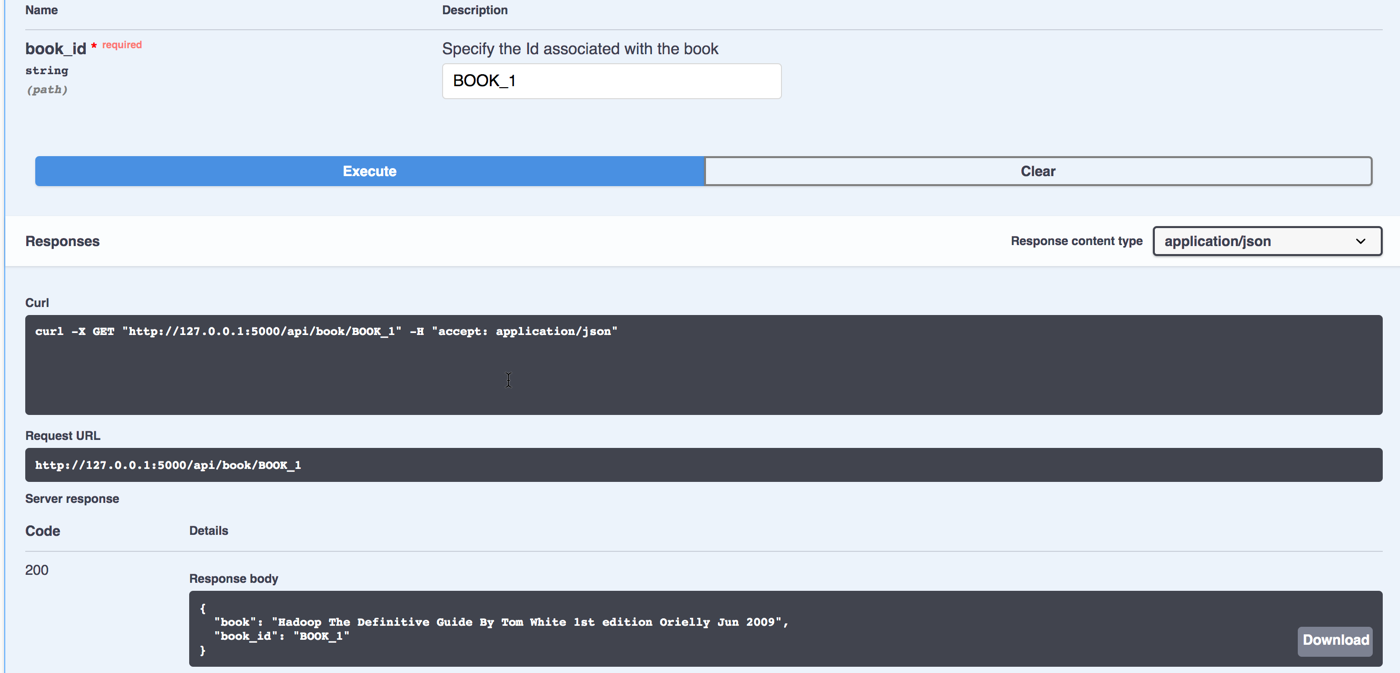 Name Description
book_id * required Specify the Id associated with the book
string
(path)
BOOK_1
Execute Clear
Responses Response content type application/json
Curl
curl -X GET "http://127.0.0.1:5000/api/book/BOOK_1" -H "accept: application/json"
Request URL
http://127.0.0.1:5000/api/book/BOOK_1
Server response
Code Details
200
Response body
{
"book": "Hadoop The Definitive Guide By Tom White 1st edition Orielly Jun 2009",
"book_id": "BOOK_1"
}
Download